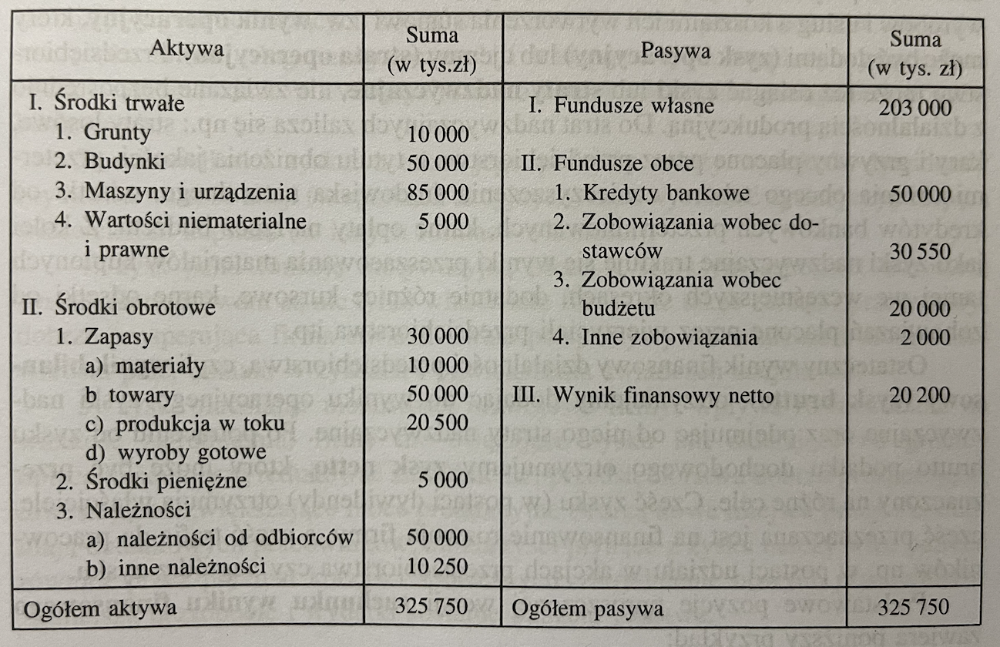 Aktywa Suma (w tys.zł) Pasywa Suma (w tys. zł)
I. Środki trwałe I. Fundusze własne 203 000
1. Grunty 10 000
2. Budynki 50 000 II. Fundusze obce
3. Maszyny i urządzenia 85 000 1. Kredyty bankowe 50 000
4. Wartości niematerialne 5 000 2. Zobowiązania wobec do-
i prawne stawców 30 550
3. Zobowiązania wobec
II. Środki obrotowe budżetu 20 000
1. Zapasy 30 000 4. Inne zobowiązania 2 000
a) materiały 10 000
b towary 50 000 III. Wynik finansowy netto 20 200
c) produkcja w toku 20 500
d) wyroby gotowe
2. Środki pieniężne 5 000
3. Należności
a) należności od odbiorców 50 000
b) inne należności 10 250
Ogółem aktywa 325 750 Ogółem pasywa 325 750